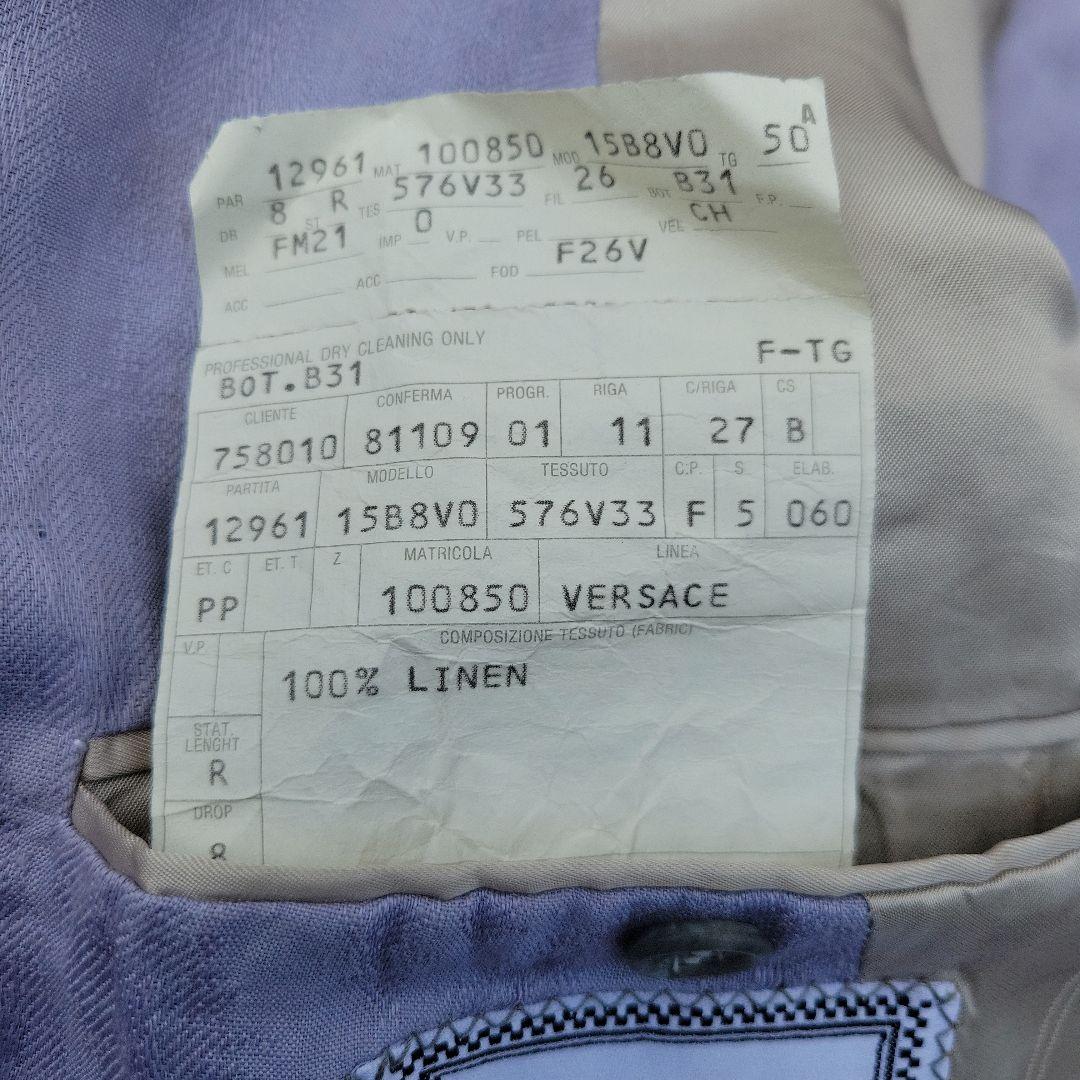 PAR 12961 MAT 100850 MOD 15B8V0 TG 50 A
DR 8 ST R TES 576V33 FIL 26 BOT B31 F.P.
MEL FM21 IMP 0 V.P. PEL VEL CH
ACC ACC FOD F26V
PROFESSIONAL DRY CLEANING ONLY
BOT.B31 F-TG
CLIENTE CONFERMA PROGR. RIGA C/RIGA CS
758010 81109 01 11 27 B
PARTITA MODELLO TESSUTO C.P. S ELAB.
12961 15B8V0 576V33 F 5 060
ET. C ET. T Z MATRICOLA LINEA
PP 100850 VERSACE
V.P. COMPOSIZIONE TESSUTO (FABRIC)
100% LINEN
STAT.
LENGHT
R
DROP
8